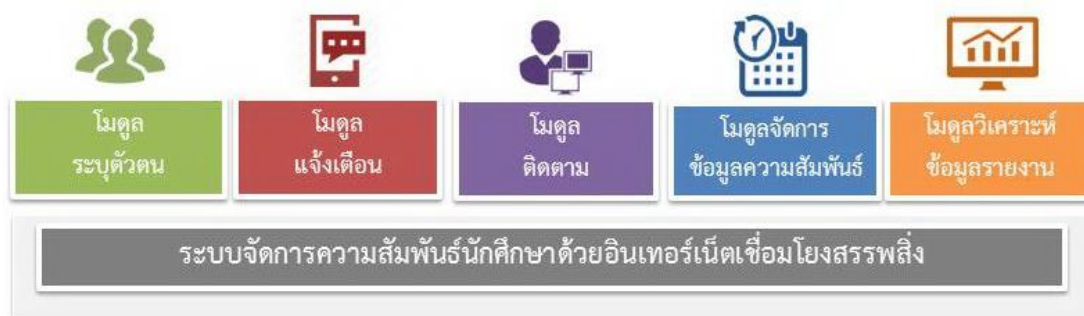 โมดูล
ระบุตัวตน
โมดูล
แจ้งเตือน
โมดูล
ติดตาม
โมดูลจัดการ
ข้อมูลความสัมพันธ์
โมดูลวิเคราะห์
ข้อมูลรายงาน
ระบบจัดการความสัมพันธ์นักศึกษาด้วยอินเทอร์เน็ตเชื่อมโยงสรรพสิ่ง